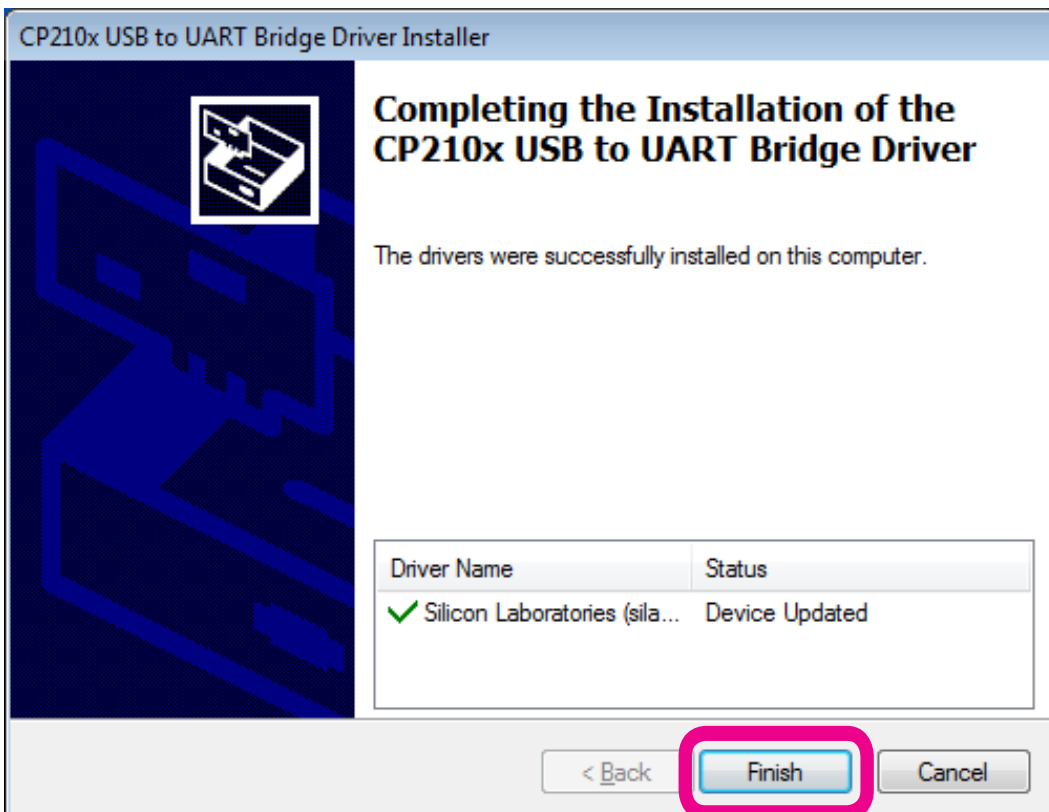 CP210x USB to UART Bridge Driver Installer
Completing the Installation of the
CP210x USB to UART Bridge Driver
The drivers were successfully installed on this computer.
Driver Name Status
Silicon Laboratories (sila... Device Updated
< Back Finish Cancel